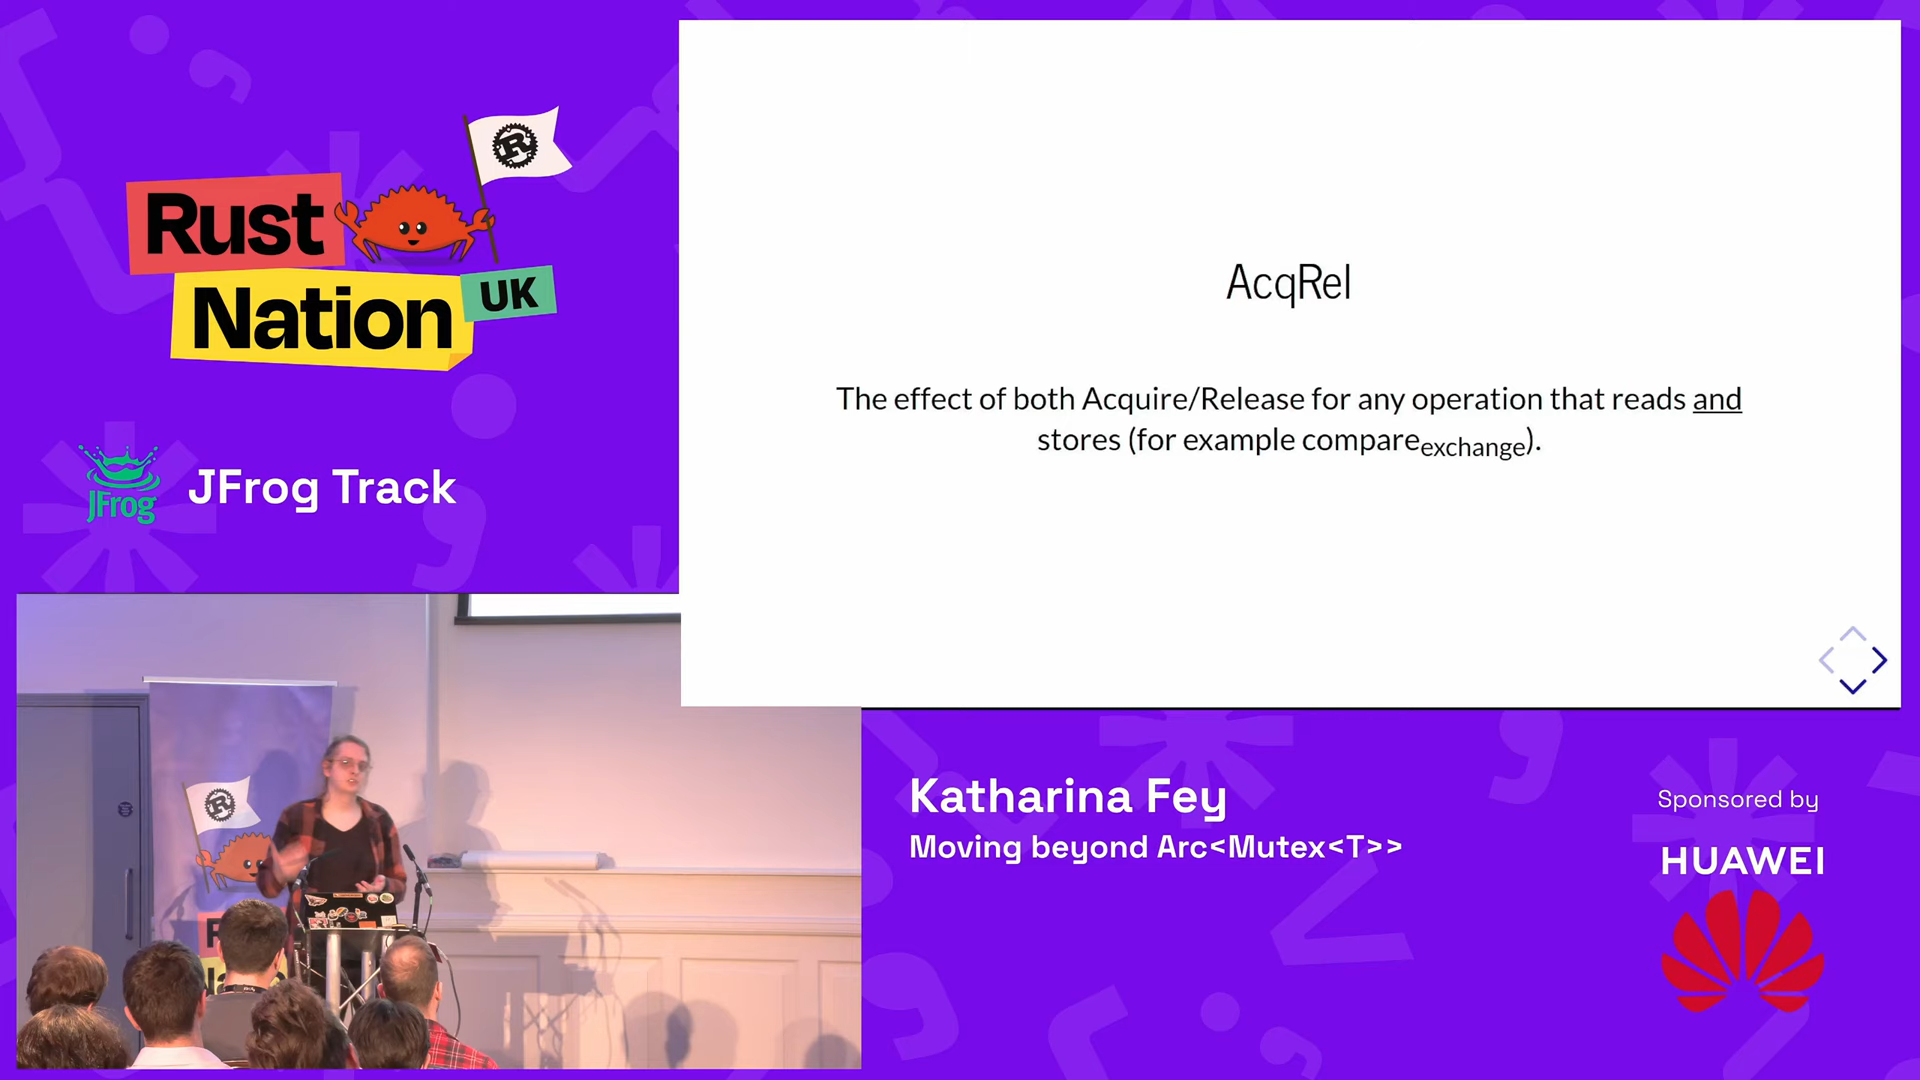 Rust
Nation
UK
JFrog
JFrog Track
AcqRel
The effect of both Acquire/Release for any operation that reads and
stores (for example compare_exchange).
Katharina Fey
Moving beyond Arc<Mutex<T>>
Sponsored by
HUAWEI